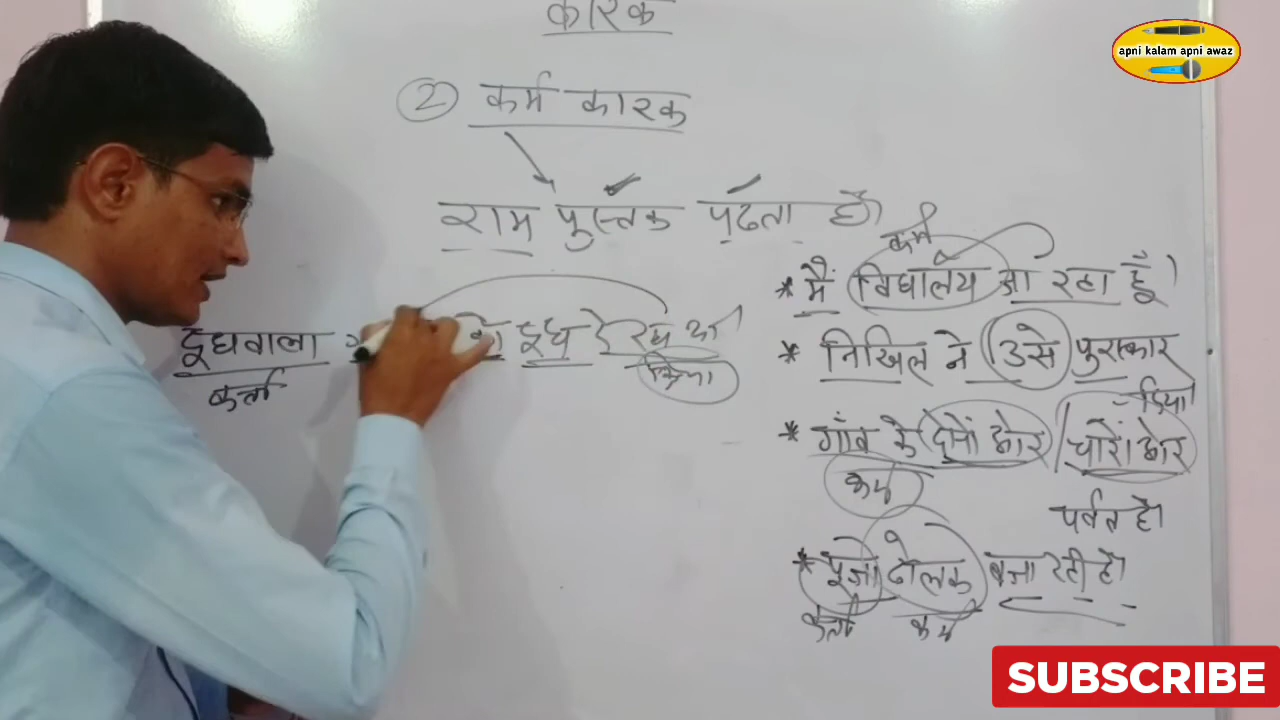 कारक
apni kalam apni awaz
② कर्म कारक
राम पुस्तक पढता है।
कर्म
* मैं विद्यालय जा रहा हूँ।
दूधवाला को दूध दे रहा था।
कर्ता
क्रिया
* निखिल ने उसे पुरस्कार
दिया
* गाँव के दोनों ओर / चारों ओर
कर्म
पर्वत है।
* पूजा ढोलक बजा रही है।
कर्ता कर्म
SUBSCRIBE